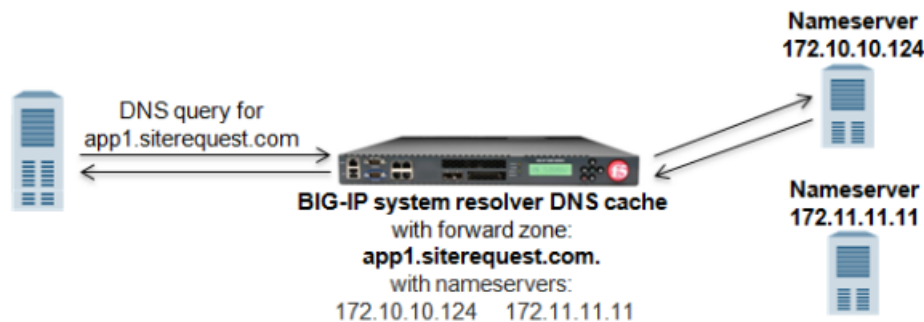 DNS query for
app1.siterequest.com
BIG-IP system resolver DNS cache
with forward zone:
app1.siterequest.com.
with nameservers:
172.10.10.124 172.11.11.11
Nameserver
172.10.10.124
Nameserver
172.11.11.11
f5